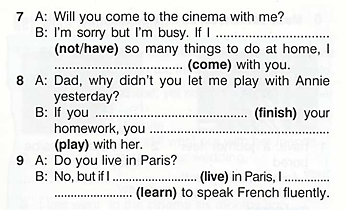 7 A: Will you come to the cinema with me?
B: I'm sorry but I'm busy. If I ..............................
(not/have) so many things to do at home, I
.................................. (come) with you.
8 A: Dad, why didn't you let me play with Annie
yesterday?
B: If you .................................. (finish) your
homework, you ................................................
(play) with her.
9 A: Do you live in Paris?
B: No, but if I ....................... (live) in Paris, I ............
..................... (learn) to speak French fluently.